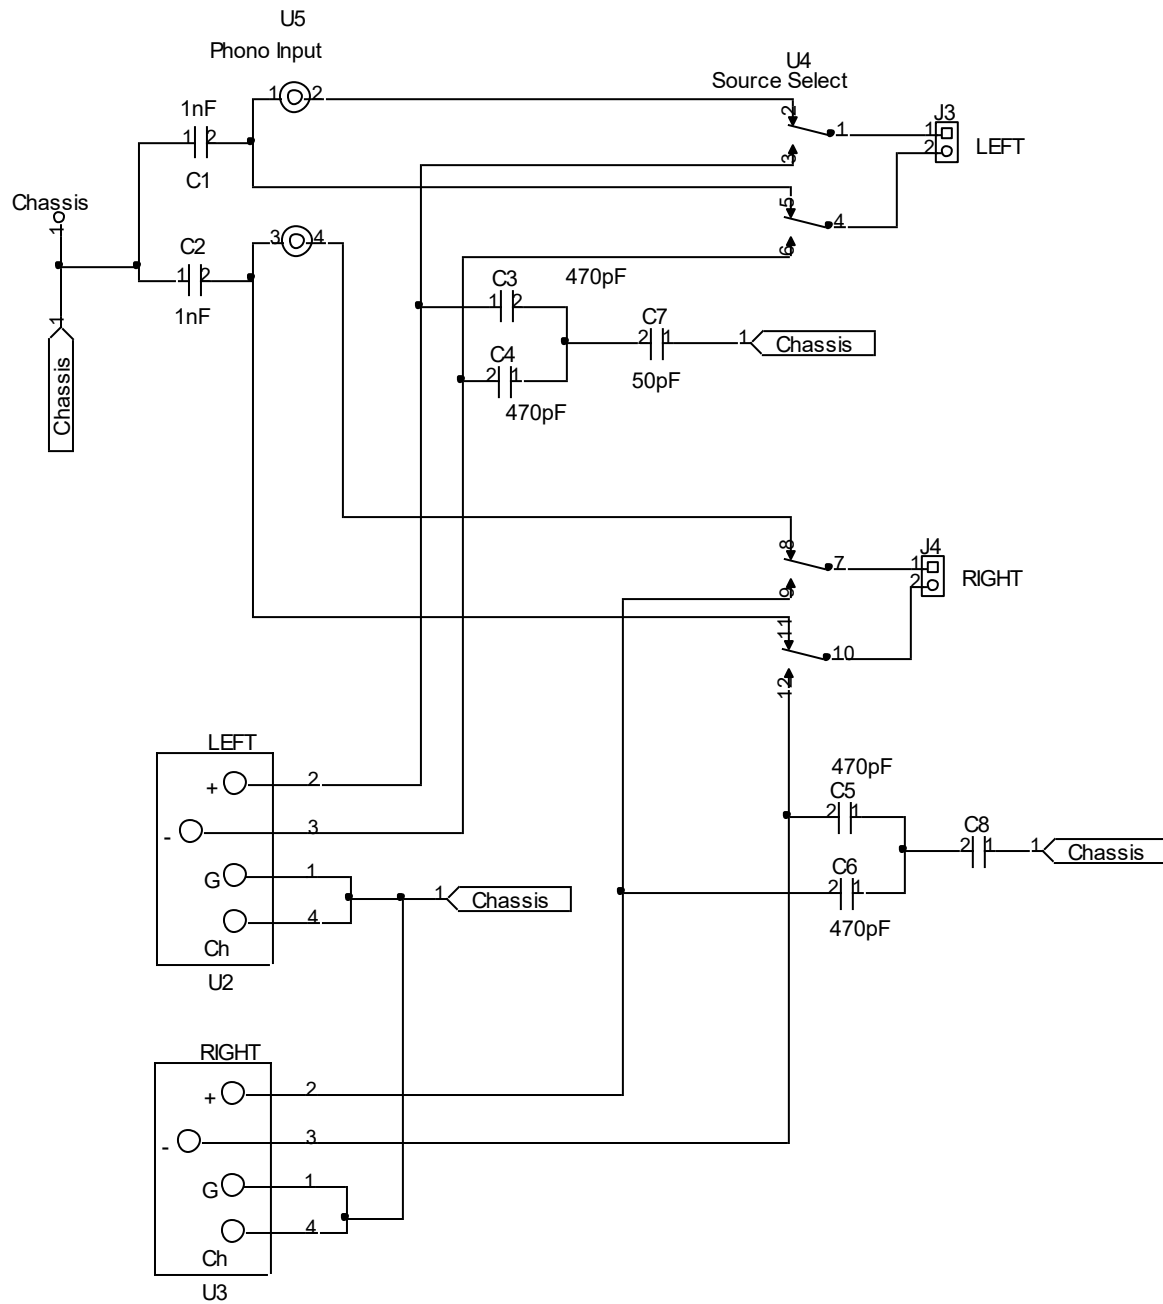 U5
Phono Input
U4
Source Select
1 2
2
1nF
1 2
C1
1
3
J3
1
2
LEFT
Chassis
1
5
4
6
3 4
C2
1 2
1nF
470pF
C3
1 2
C7
2 1
1
Chassis
50pF
C4
2 1
470pF
1
Chassis
8
7
9
J4
1
2
RIGHT
11
10
12
LEFT
+
2
-
3
G
1
4
Ch
U2
1
Chassis
470pF
C5
2 1
C8
2 1
1
Chassis
C6
2 1
470pF
RIGHT
+
2
-
3
G
1
4
Ch
U3